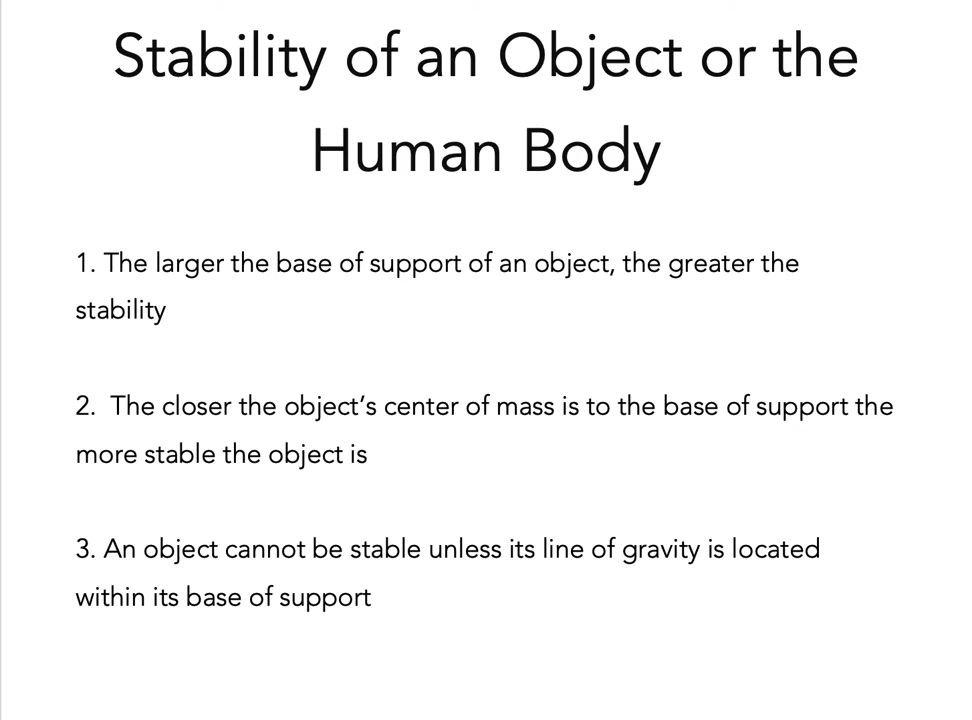 Stability of an Object or the
Human Body
1. The larger the base of support of an object, the greater the
stability
2.  The closer the object’s center of mass is to the base of support the
more stable the object is
3. An object cannot be stable unless its line of gravity is located
within its base of support